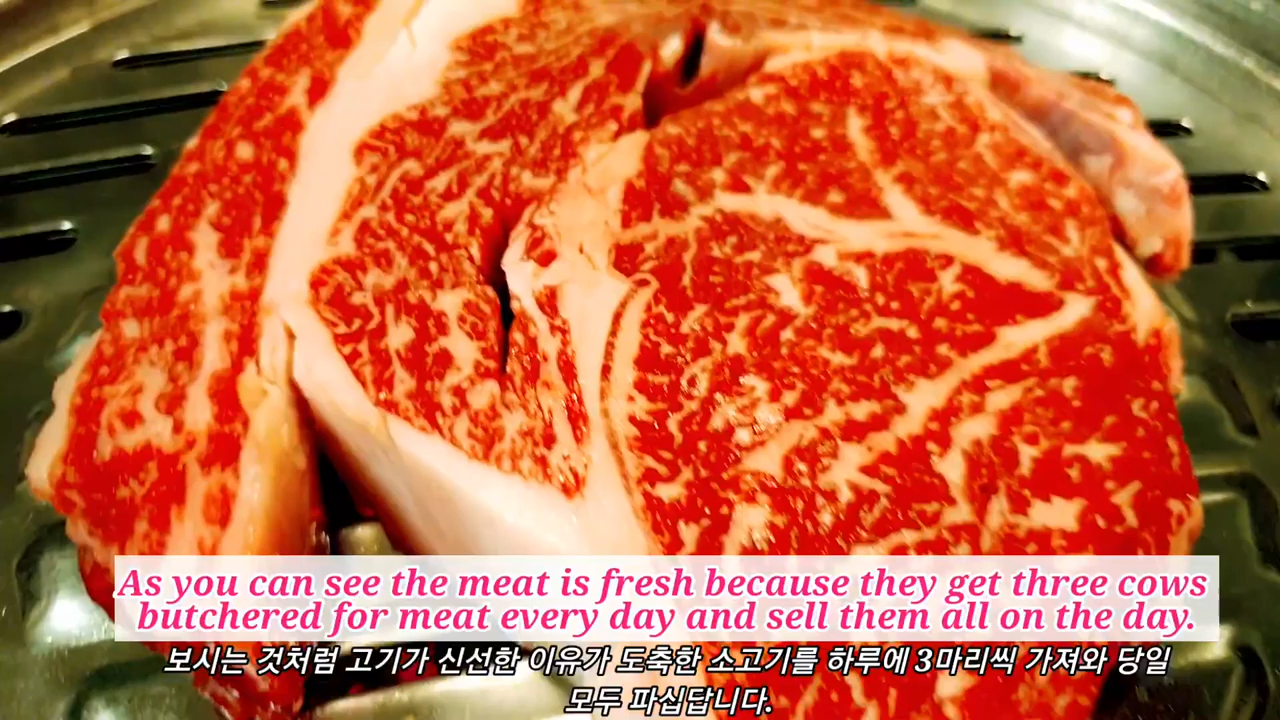 As you can see the meat is fresh because they get three cows
butchered for meat every day and sell them all on the day.
보시는 것처럼 고기가 신선한 이유가 도축한 소고기를 하루에 3마리씩 가져와 당일
모두 파십답니다.